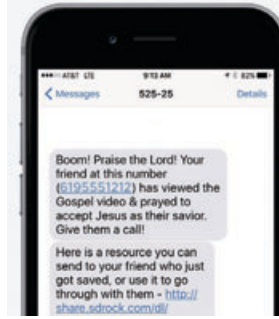 AT&T LTE 9:13 AM 82%
Messages 525-25 Details
Boom! Praise the Lord! Your
friend at this number
(6195551212) has viewed the
Gospel video & prayed to
accept Jesus as their savior.
Give them a call!
Here is a resource you can
send to your friend who just
got saved, or use it to go
through with them - http://
share.sdrock.com/dl/